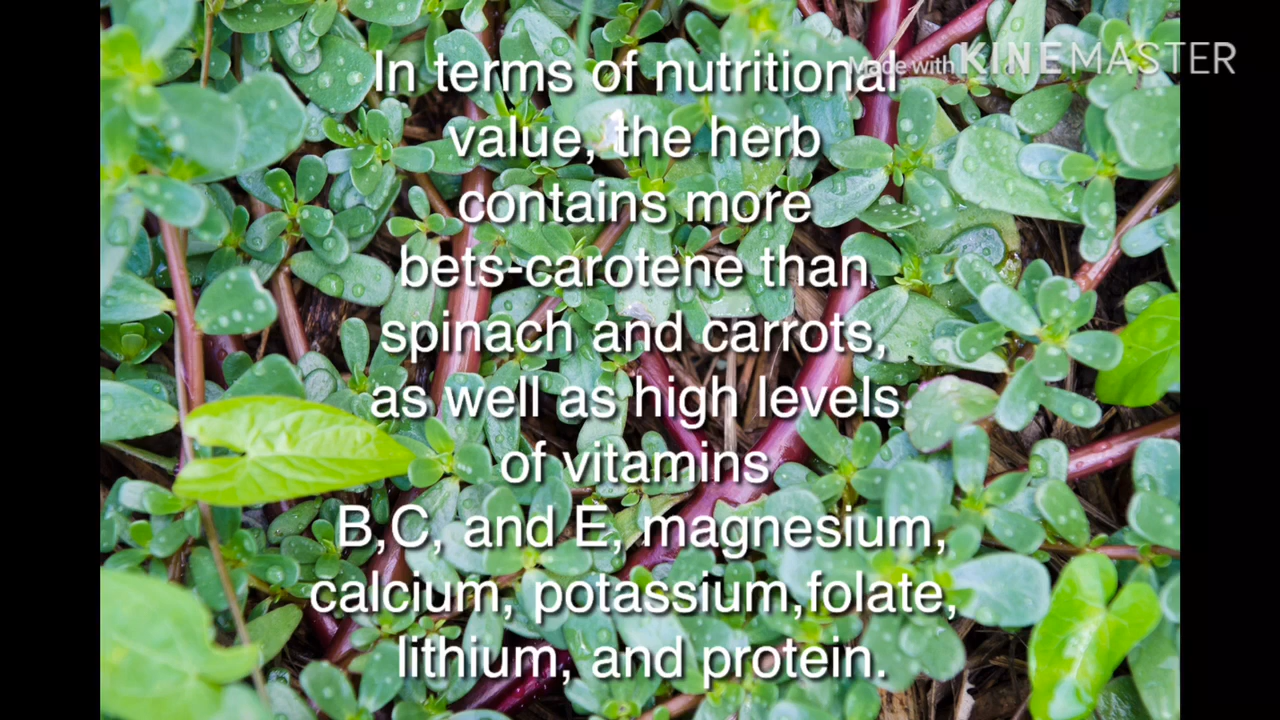 Made with KINEMASTER
In terms of nutritional
value, the herb
contains more
bets-carotene than
spinach and carrots,
as well as high levels
of vitamins
B,C, and E, magnesium,
calcium, potassium,folate,
lithium, and protein.